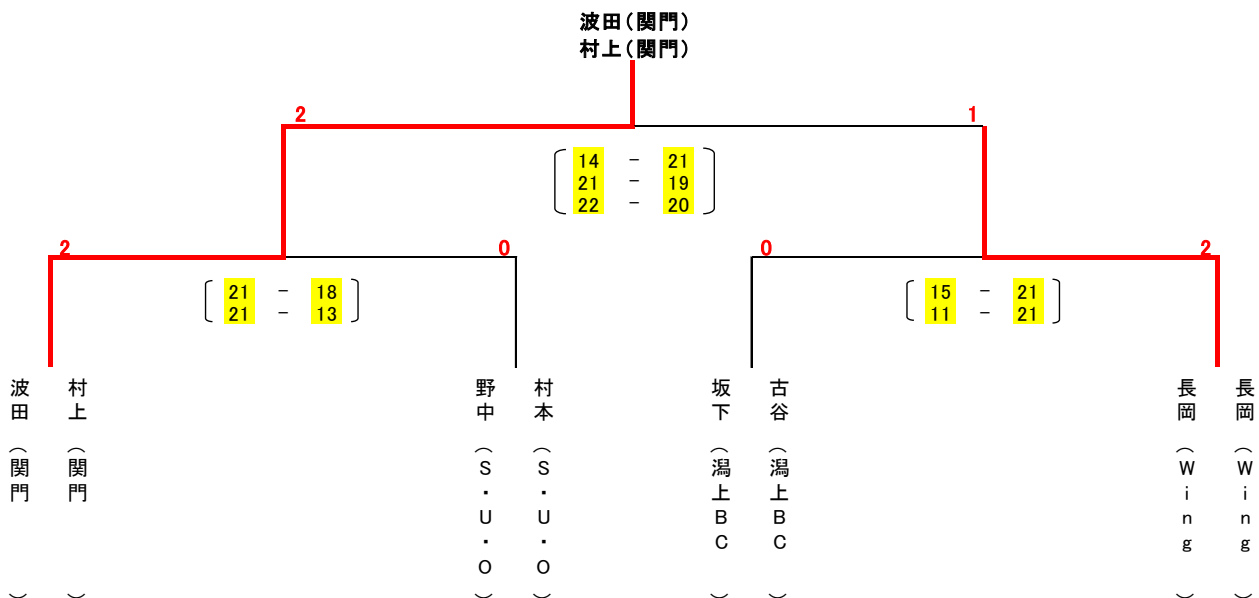 波田(関門)
村上(関門)
2
1
14 - 21
21 - 19
22 - 20
2
0
0
2
21 - 18
21 - 13
15 - 21
11 - 21
波田(関門)
村上(関門)
野中(S・U・O)
村本(S・U・O)
坂下(潟上BC)
古谷(潟上BC)
長岡(Wing)
長岡(Wing)